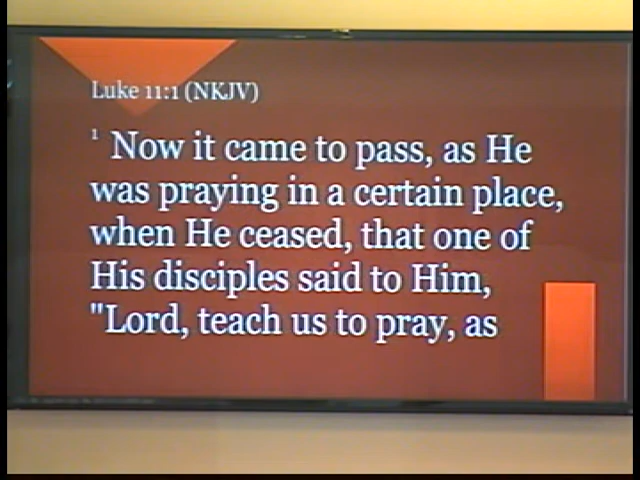 Luke 11:1 (NKJV)
1 Now it came to pass, as He
was praying in a certain place,
when He ceased, that one of
His disciples said to Him,
"Lord, teach us to pray, as